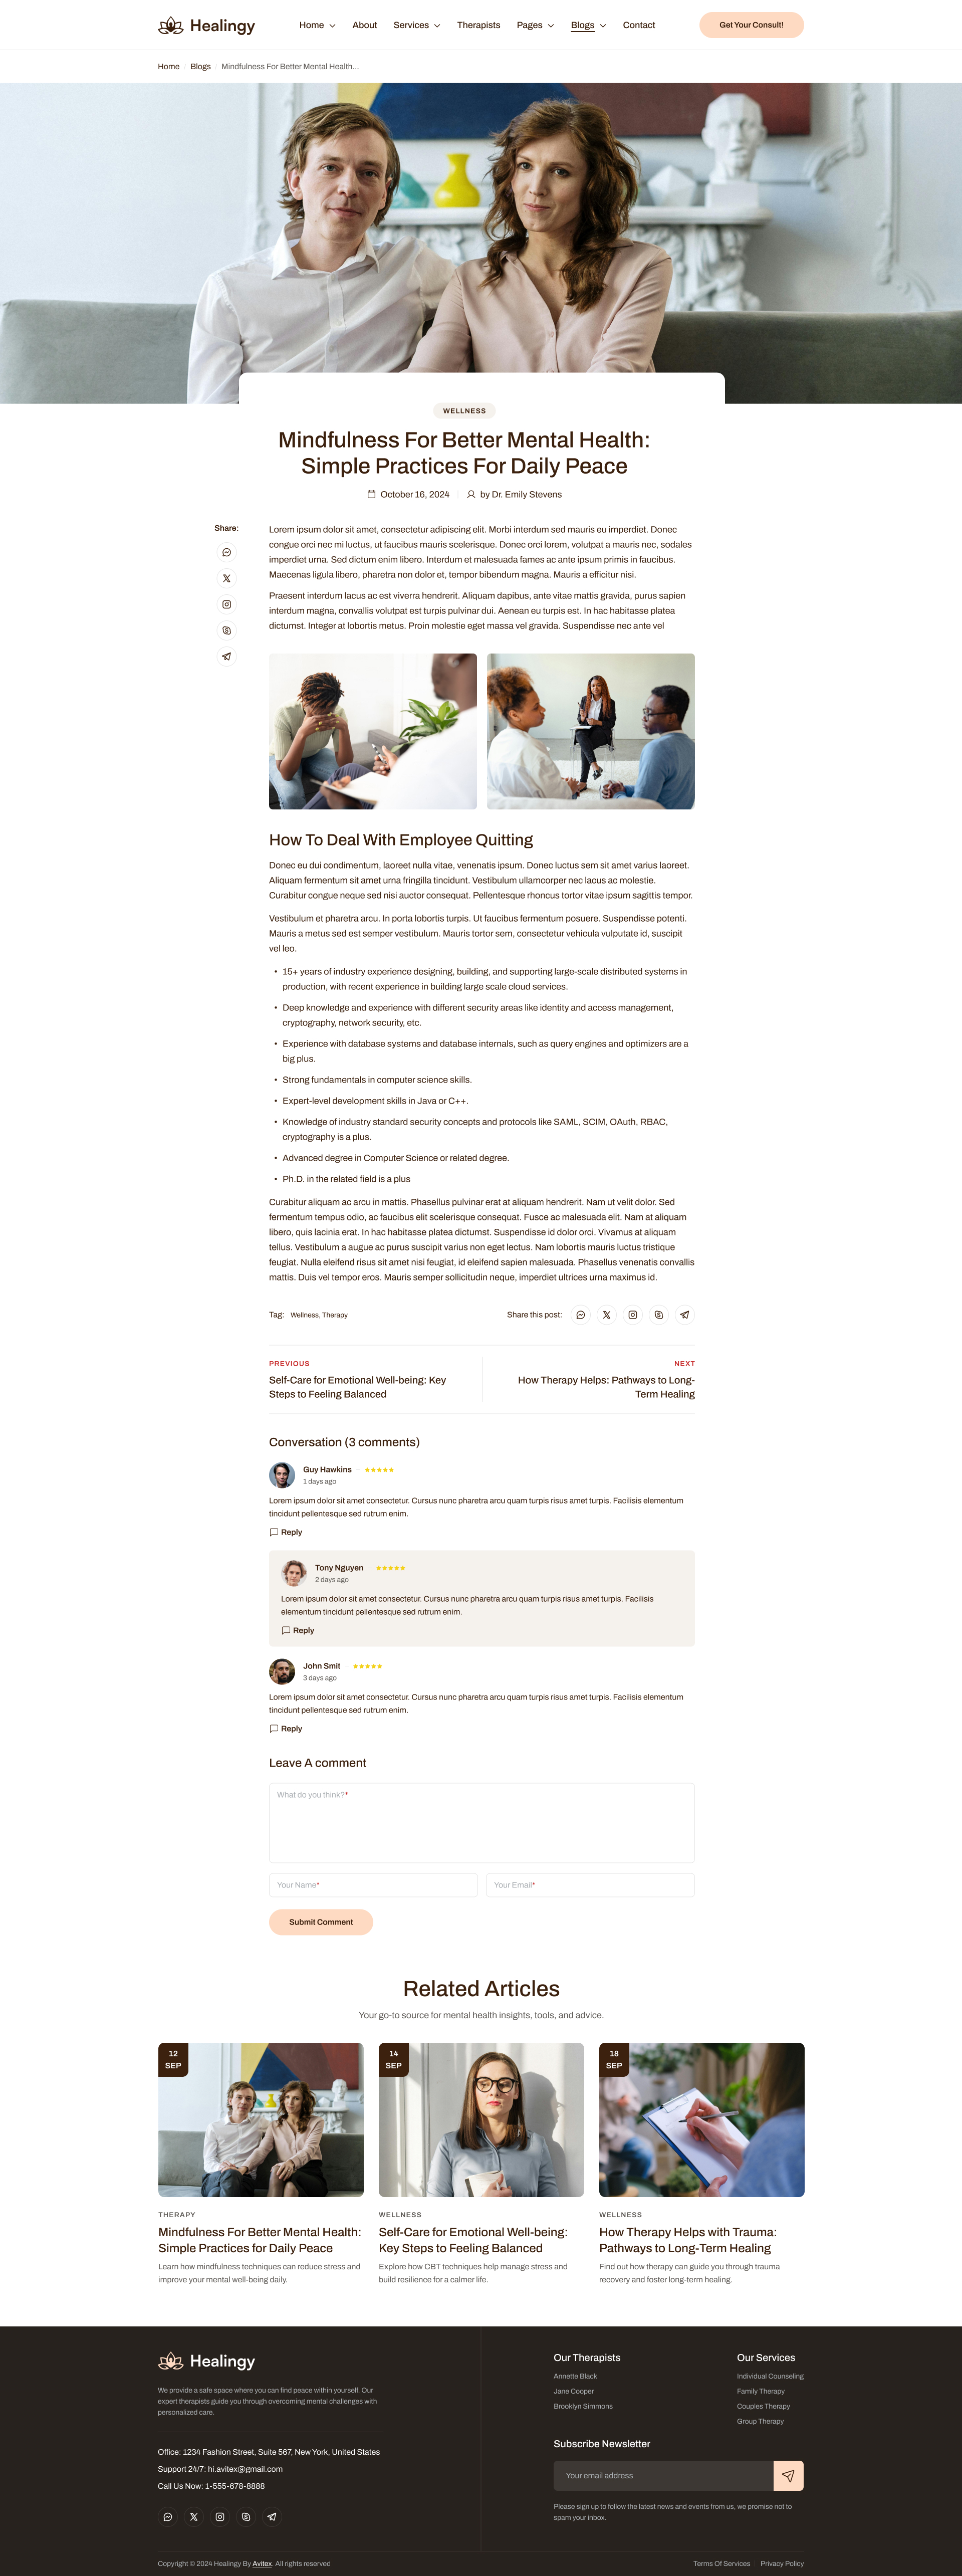 Healingy
Home
About
Services
Therapists
Pages
Blogs
Contact
Get Your Consult!
Home / Blogs / Mindfulness For Better Mental Health...
WELLNESS
Mindfulness For Better Mental Health:
Simple Practices For Daily Peace
October 16, 2024
by Dr. Emily Stevens
Share:
Lorem ipsum dolor sit amet, consectetur adipiscing elit. Morbi interdum sed mauris eu imperdiet. Donec
congue orci nec mi luctus, ut faucibus mauris scelerisque. Donec orci lorem, volutpat a mauris nec, sodales
imperdiet urna. Sed dictum enim libero. Interdum et malesuada fames ac ante ipsum primis in faucibus.
Maecenas ligula libero, pharetra non dolor et, tempor bibendum magna. Mauris a efficitur nisi.
Praesent interdum lacus ac est viverra hendrerit. Aliquam dapibus, ante vitae mattis gravida, purus sapien
interdum magna, convallis volutpat est turpis pulvinar dui. Aenean eu turpis est. In hac habitasse platea
dictumst. Integer at lobortis metus. Proin molestie eget massa vel gravida. Suspendisse nec ante vel
How To Deal With Employee Quitting
Donec eu dui condimentum, laoreet nulla vitae, venenatis ipsum. Donec luctus sem sit amet varius laoreet.
Aliquam fermentum sit amet urna fringilla tincidunt. Vestibulum ullamcorper nec lacus ac molestie.
Curabitur congue neque sed nisi auctor consequat. Pellentesque rhoncus tortor vitae ipsum sagittis tempor.
Vestibulum et pharetra arcu. In porta lobortis turpis. Ut faucibus fermentum posuere. Suspendisse potenti.
Mauris a metus sed est semper vestibulum. Mauris tortor sem, consectetur vehicula vulputate id, suscipit
vel leo.
• 15+ years of industry experience designing, building, and supporting large-scale distributed systems in
production, with recent experience in building large scale cloud services.
• Deep knowledge and experience with different security areas like identity and access management,
cryptography, network security, etc.
• Experience with database systems and database internals, such as query engines and optimizers are a
big plus.
• Strong fundamentals in computer science skills.
• Expert-level development skills in Java or C++.
• Knowledge of industry standard security concepts and protocols like SAML, SCIM, OAuth, RBAC,
cryptography is a plus.
• Advanced degree in Computer Science or related degree.
• Ph.D. in the related field is a plus
Curabitur aliquam ac arcu in mattis. Phasellus pulvinar erat at aliquam hendrerit. Nam ut velit dolor. Sed
fermentum tempus odio, ac faucibus elit scelerisque consequat. Fusce ac malesuada elit. Nam at aliquam
libero, quis lacinia erat. In hac habitasse platea dictumst. Suspendisse id dolor orci. Vivamus at aliquam
tellus. Vestibulum a augue ac purus suscipit varius non eget lectus. Nam lobortis mauris luctus tristique
feugiat. Nulla eleifend risus sit amet nisi feugiat, id eleifend sapien malesuada. Phasellus venenatis convallis
mattis. Duis vel tempor eros. Mauris semper sollicitudin neque, imperdiet ultrices urna maximus id.
Tag: Wellness, Therapy
Share this post:
PREVIOUS
Self-Care for Emotional Well-being: Key
Steps to Feeling Balanced
NEXT
How Therapy Helps: Pathways to Long-
Term Healing
Conversation (3 comments)
Guy Hawkins
1 days ago
Lorem ipsum dolor sit amet consectetur. Cursus nunc pharetra arcu quam turpis risus amet turpis. Facilisis elementum
tincidunt pellentesque sed rutrum enim.
Reply
Tony Nguyen
2 days ago
Lorem ipsum dolor sit amet consectetur. Cursus nunc pharetra arcu quam turpis risus amet turpis. Facilisis
elementum tincidunt pellentesque sed rutrum enim.
Reply
John Smit
3 days ago
Lorem ipsum dolor sit amet consectetur. Cursus nunc pharetra arcu quam turpis risus amet turpis. Facilisis elementum
tincidunt pellentesque sed rutrum enim.
Reply
Leave A comment
What do you think?*
Your Name*
Your Email*
Submit Comment
Related Articles
Your go-to source for mental health insights, tools, and advice.
12
SEP
THERAPY
Mindfulness For Better Mental Health:
Simple Practices for Daily Peace
Learn how mindfulness techniques can reduce stress and
improve your mental well-being daily.
14
SEP
WELLNESS
Self-Care for Emotional Well-being:
Key Steps to Feeling Balanced
Explore how CBT techniques help manage stress and
build resilience for a calmer life.
18
SEP
WELLNESS
How Therapy Helps with Trauma:
Pathways to Long-Term Healing
Find out how therapy can guide you through trauma
recovery and foster long-term healing.
Healingy
We provide a safe space where you can find peace within yourself. Our
expert therapists guide you through overcoming mental challenges with
personalized care.
Office: 1234 Fashion Street, Suite 567, New York, United States
Support 24/7: hi.avitex@gmail.com
Call Us Now: 1-555-678-8888
Our Therapists
Annette Black
Jane Cooper
Brooklyn Simmons
Our Services
Individual Counseling
Family Therapy
Couples Therapy
Group Therapy
Subscribe Newsletter
Your email address
Please sign up to follow the latest news and events from us, we promise not to
spam your inbox.
Copyright © 2024 Healingy By Avitex. All rights reserved
Terms Of Services
Privacy Policy